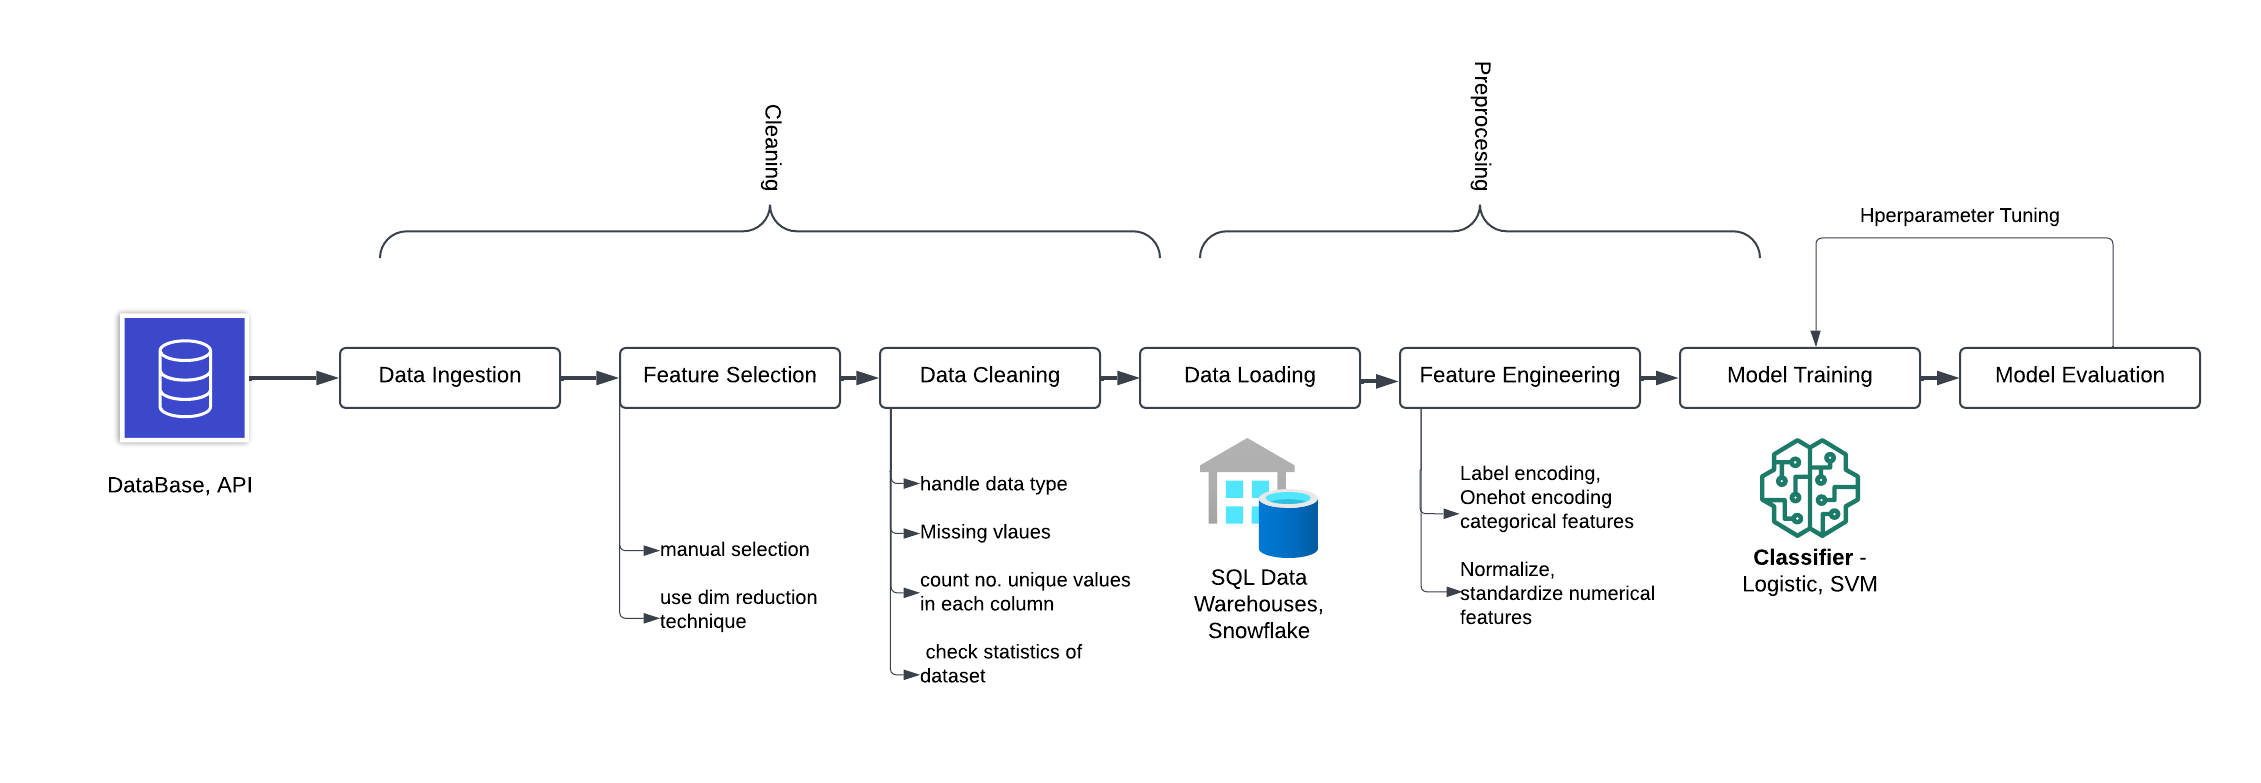 Cleaning
Preprocesing
Hperparameter Tuning
Data Ingestion
Feature Selection
Data Cleaning
Data Loading
Feature Engineering
Model Training
Model Evaluation
DataBase, API
manual selection
use dim reduction
technique
handle data type
Missing vlaues
count no. unique values
in each column
check statistics of
dataset
SQL Data
Warehouses,
Snowflake
Label encoding,
Onehot encoding
categorical features
Normalize,
standardize numerical
features
Classifier -
Logistic, SVM